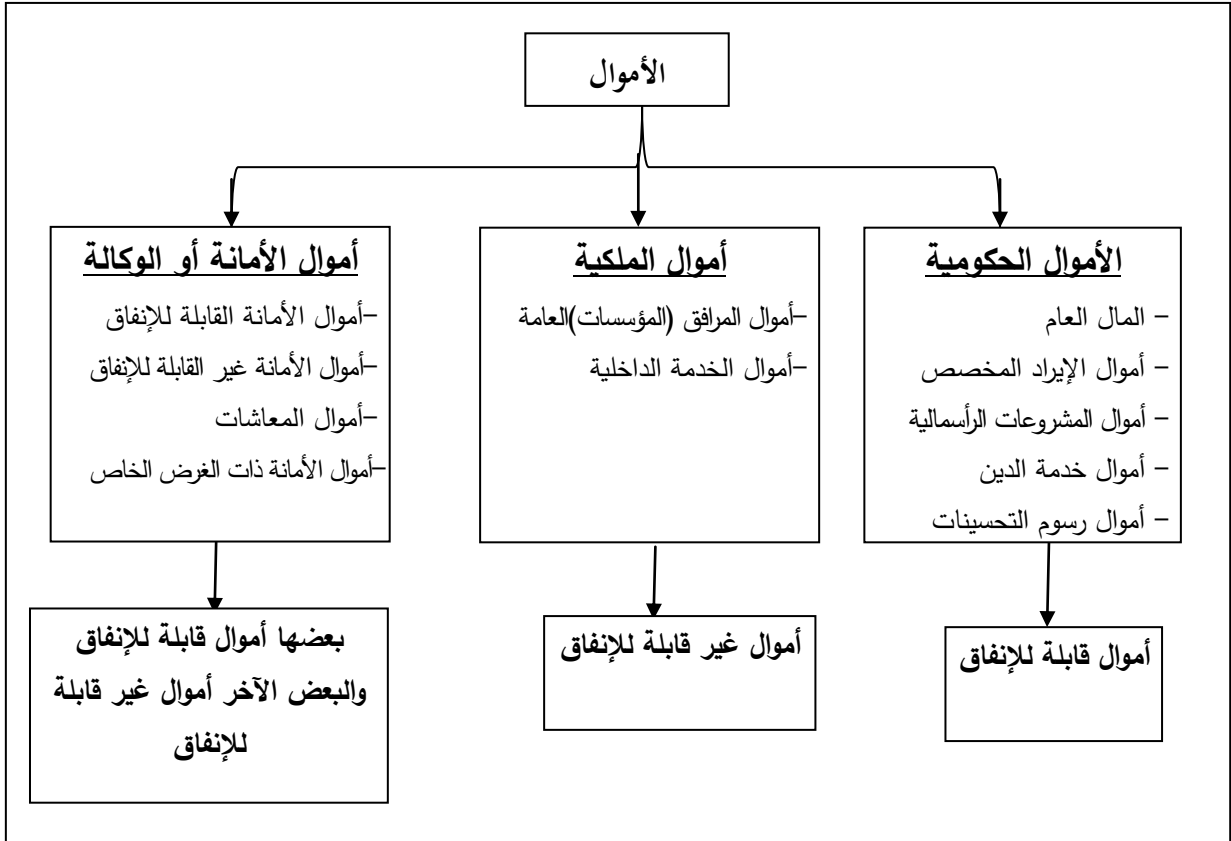 الأموال
الأموال الحكومية
- المال العام
- أموال الإيراد المخصص
- أموال المشروعات الرأسمالية
- أموال خدمة الدين
- أموال رسوم التحسينات
أموال الملكية
-أموال المرافق (المؤسسات)العامة
-أموال الخدمة الداخلية
أموال الأمانة أو الوكالة
-أموال الأمانة القابلة للإنفاق
-أموال الأمانة غير القابلة للإنفاق
-أموال المعاشات
-أموال الأمانة ذات الغرض الخاص
أموال قابلة للإنفاق
أموال غير قابلة للإنفاق
بعضها أموال قابلة للإنفاق
والبعض الآخر أموال غير قابلة
للإنفاق